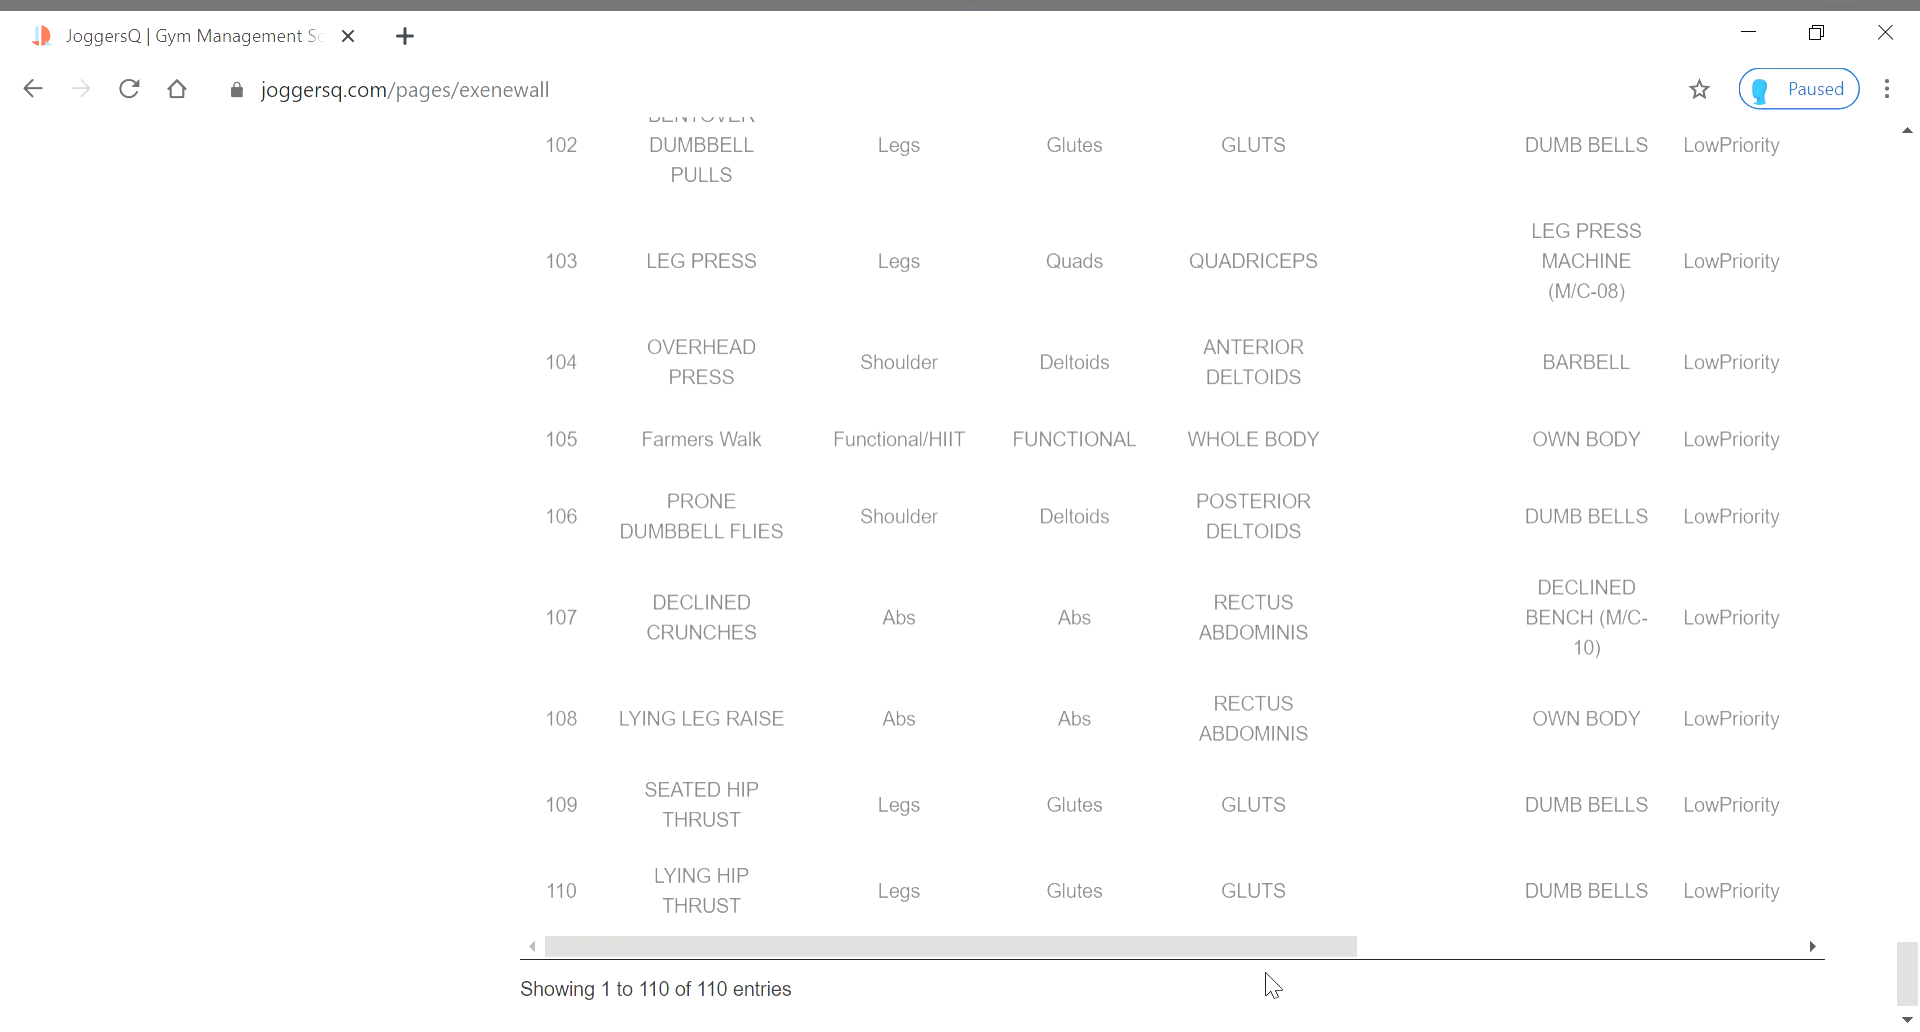 JoggersQ | Gym Management Sc
joggersq.com/pages/exenewall
Paused
BENTOVER
102 DUMBBELL Legs Glutes GLUTS DUMB BELLS LowPriority
PULLS
LEG PRESS
103 LEG PRESS Legs Quads QUADRICEPS MACHINE LowPriority
(M/C-08)
OVERHEAD ANTERIOR
104 Shoulder Deltoids BARBELL LowPriority
PRESS DELTOIDS
105 Farmers Walk Functional/HIIT FUNCTIONAL WHOLE BODY OWN BODY LowPriority
PRONE POSTERIOR
106 Shoulder Deltoids DUMB BELLS LowPriority
DUMBBELL FLIES DELTOIDS
DECLINED
DECLINED RECTUS
107 Abs Abs BENCH (M/C- LowPriority
CRUNCHES ABDOMINIS
10)
RECTUS
108 LYING LEG RAISE Abs Abs OWN BODY LowPriority
ABDOMINIS
SEATED HIP
109 Legs Glutes GLUTS DUMB BELLS LowPriority
THRUST
LYING HIP
110 Legs Glutes GLUTS DUMB BELLS LowPriority
THRUST
Showing 1 to 110 of 110 entries